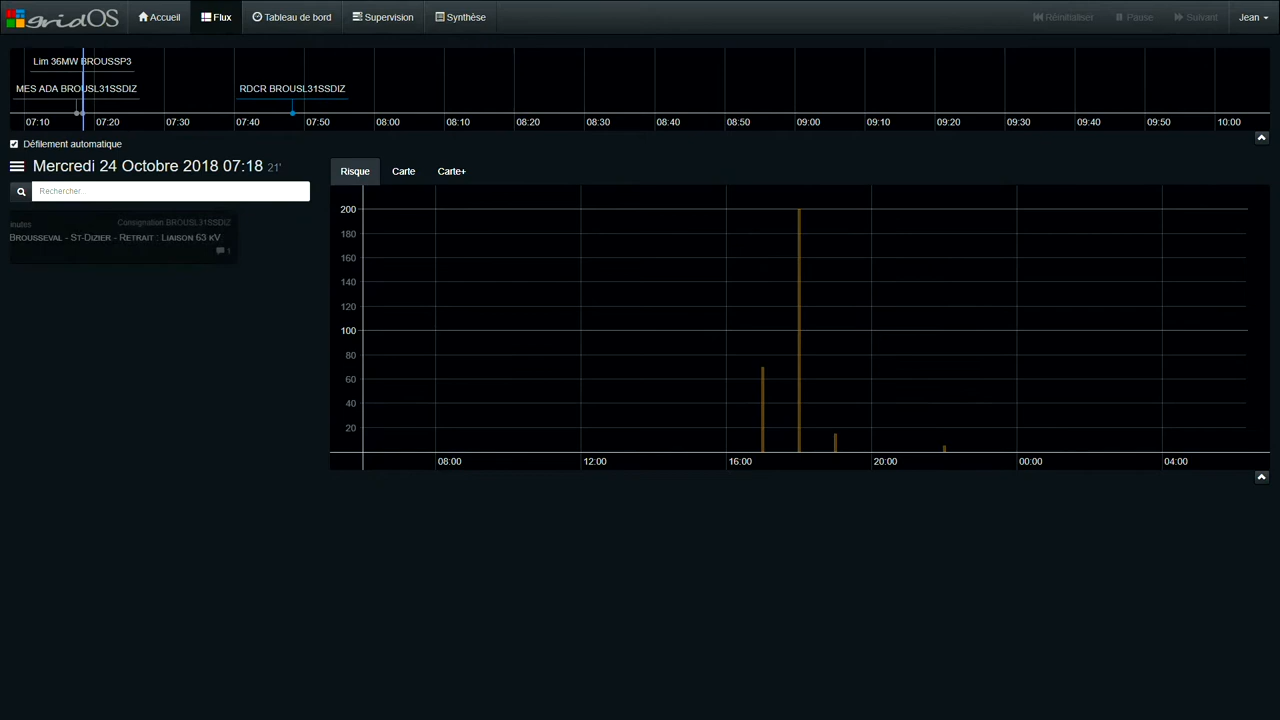 gridOS Accueil Flux Tableau de bord Supervision Synthèse Réinitialiser Pause Suivant Jean
Lim 36MW BROUSSP3
MES ADA BROUSL31SSDIZ RDCR BROUSL31SSDIZ
07:10 07:20 07:30 07:40 07:50 08:00 08:10 08:20 08:30 08:40 08:50 09:00 09:10 09:20 09:30 09:40 09:50 10:00
Défilement automatique
Mercredi 24 Octobre 2018 07:18 21'
Rechercher...
Risque Carte Carte+
inutes Consignation BROUSL31SSDIZ
BROUSSEVAL - ST-DIZIER - RETRAIT : LIAISON 63 KV
1
200
180
160
140
120
100
80
60
40
20
08:00 12:00 16:00 20:00 00:00 04:00